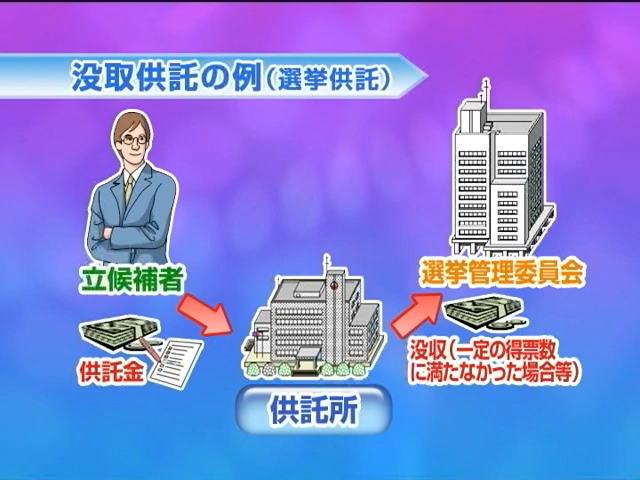 没取供託の例(選挙供託)
立候補者
選挙管理委員会
供託金
没収(一定の得票数
に満たなかった場合等)
供託所